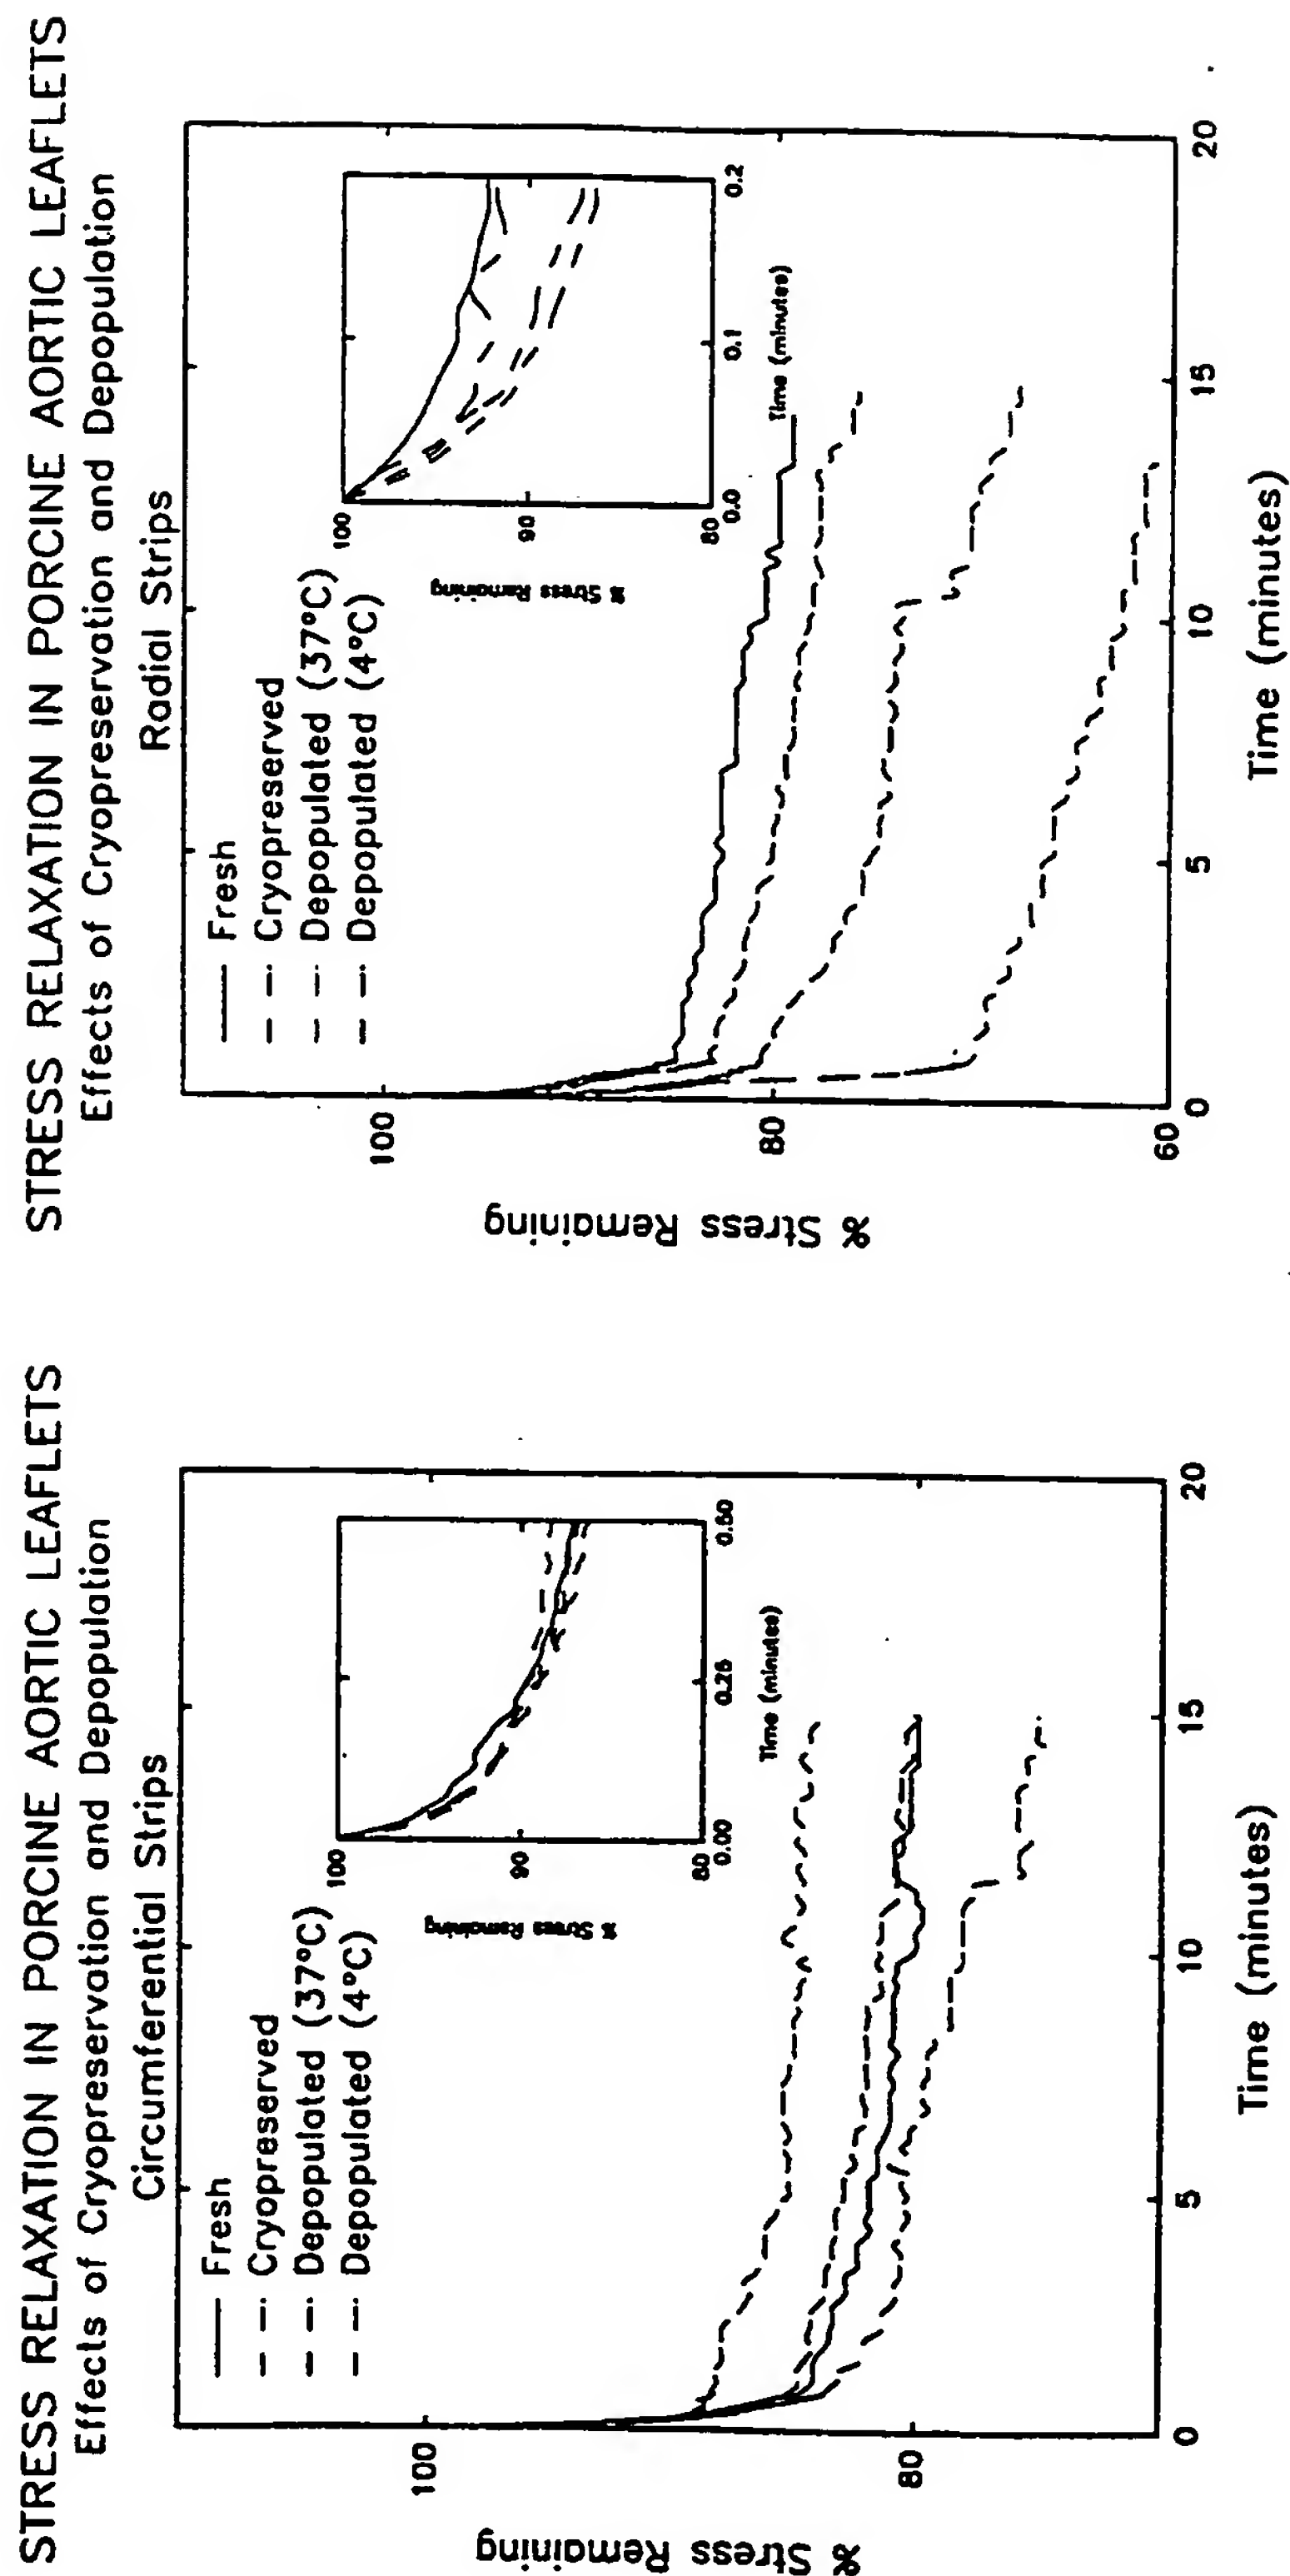 STRESS RELAXATION IN PORCINE AORTIC LEAFLETS
Effects of Cryopreservation and Depopulation
Circumferential Strips
Fresh
Cryopreserved
Depopulated (37°C)
Depopulated (4°C)
% Stress Remaining
100
80
0
5
10
15
20
Time (minutes)
% Stress Remaining
100
90
80
0.00
0.25
0.50
Time (minutes)
STRESS RELAXATION IN PORCINE AORTIC LEAFLETS
Effects of Cryopreservation and Depopulation
Radial Strips
Fresh
Cryopreserved
Depopulated (37°C)
Depopulated (4°C)
% Stress Remaining
100
80
60
0
5
10
15
20
Time (minutes)
% Stress Remaining
100
90
80
0.0
0.1
0.2
Time (minutes)